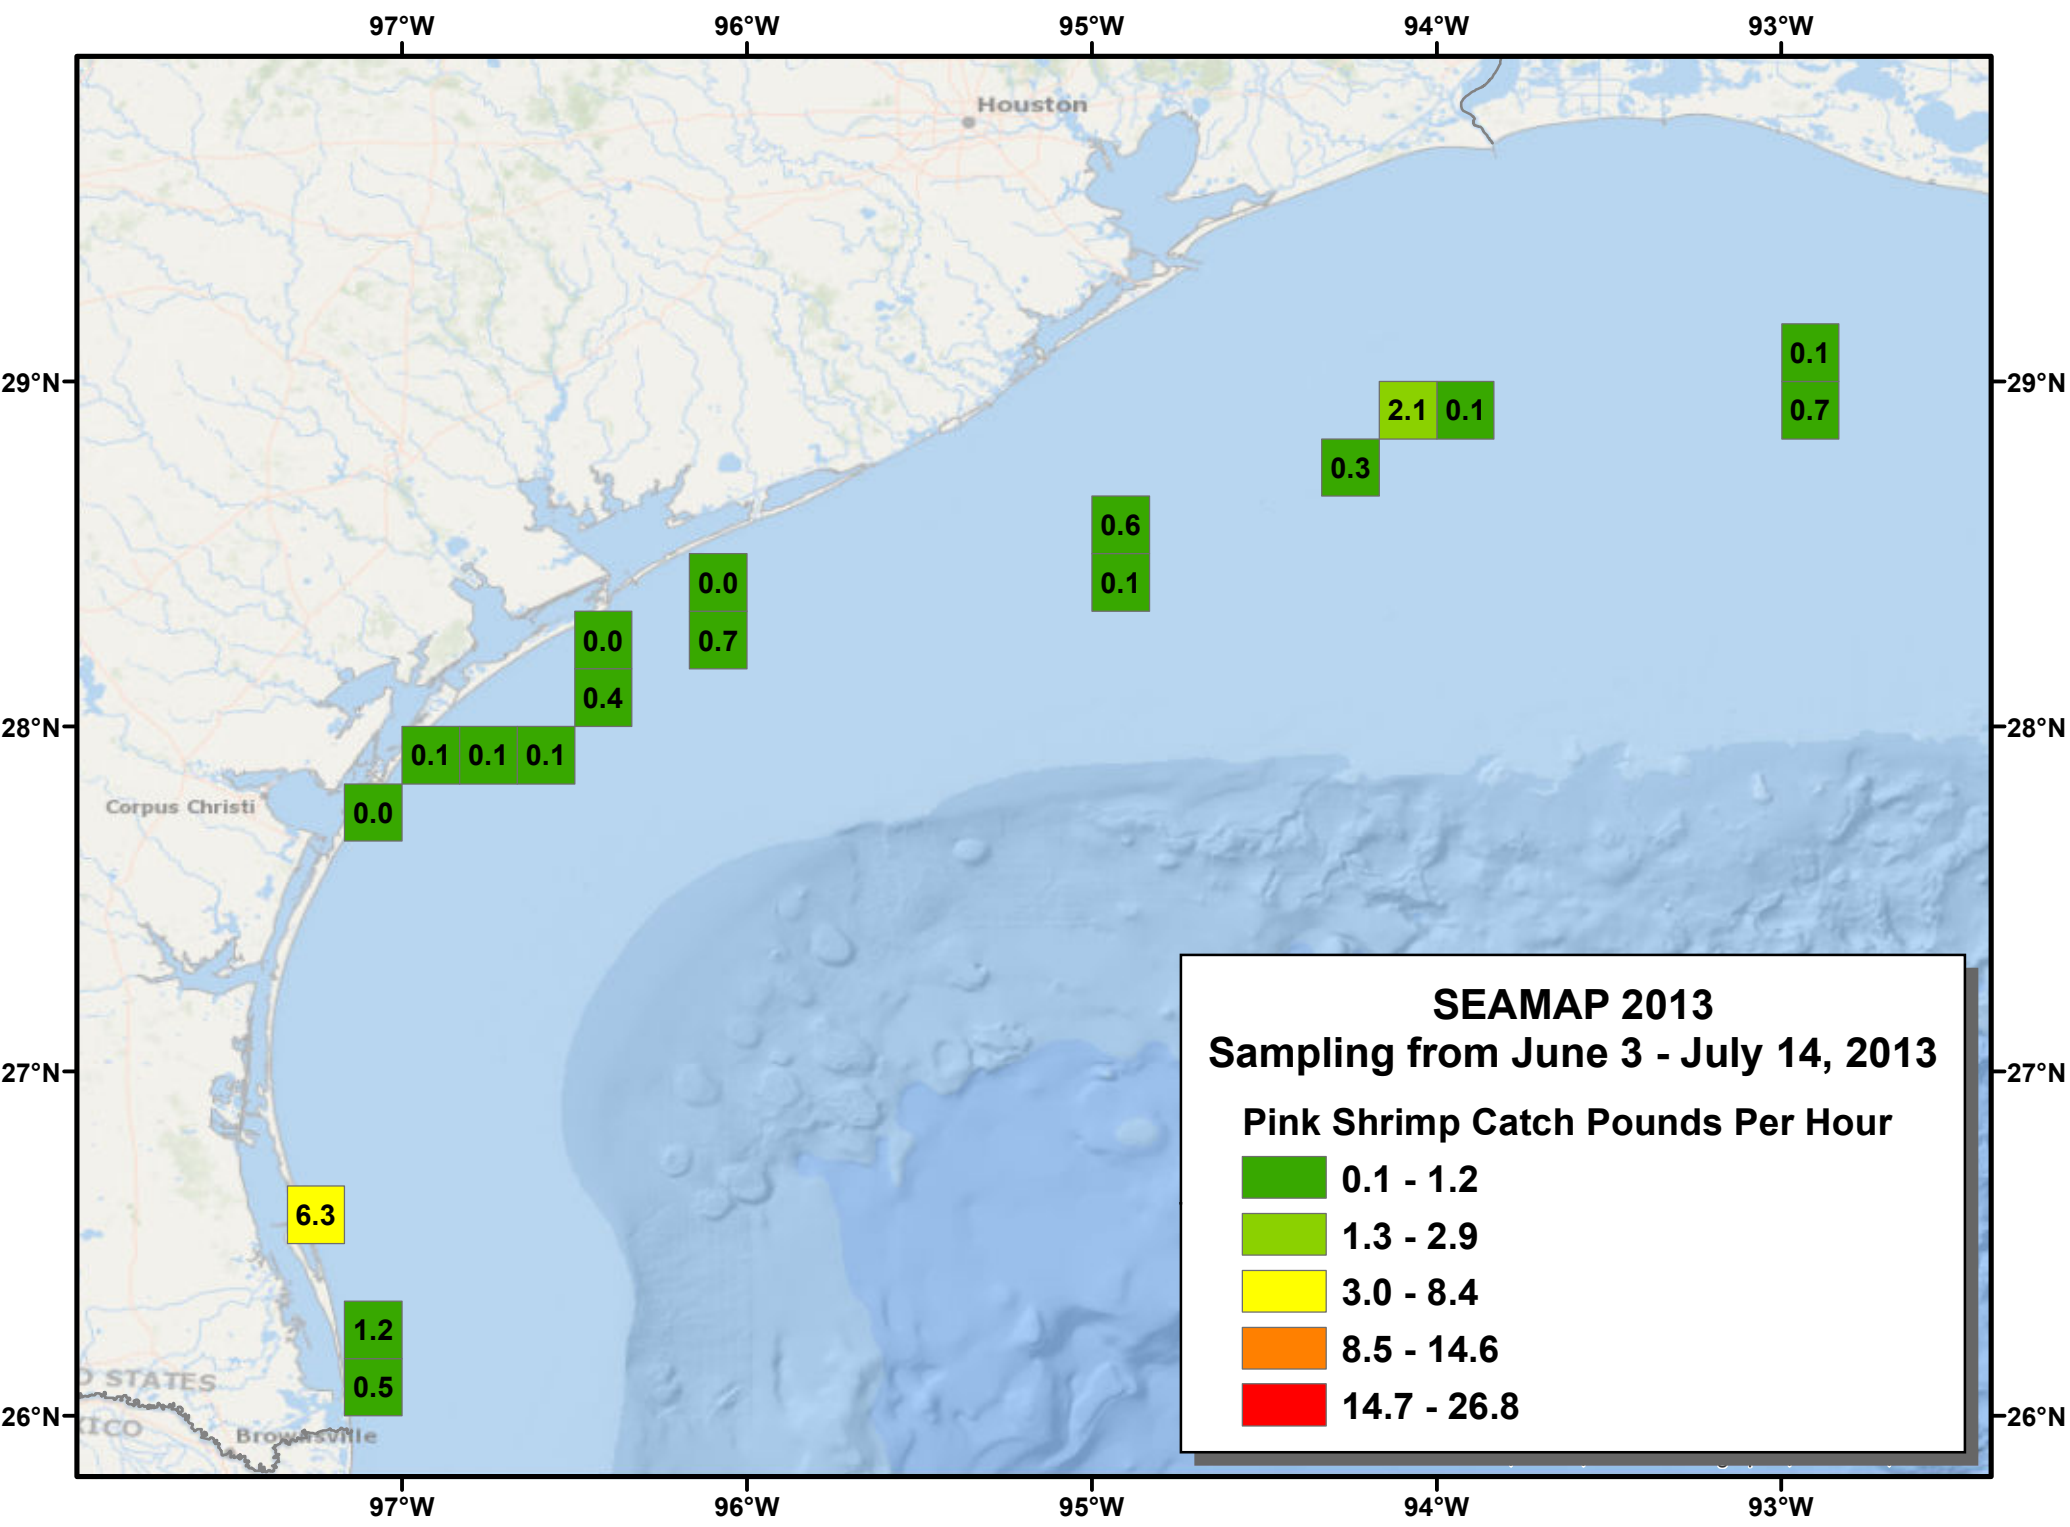 97°W 96°W 95°W 94°W 93°W
Houston
0.1
29°N 29°N
2.1 0.1 0.7
0.3
0.6
0.0 0.1
0.0 0.7
0.4
28°N 28°N
0.1 0.1 0.1
Corpus Christi 0.0
SEAMAP 2013
Sampling from June 3 - July 14, 2013
27°N 27°N
Pink Shrimp Catch Pounds Per Hour
0.1 - 1.2
6.3
1.3 - 2.9
3.0 - 8.4
1.2
8.5 - 14.6
D STATES 0.5
14.7 - 26.8
26°N 26°N
ICO
Brownsville
97°W 96°W 95°W 94°W 93°W